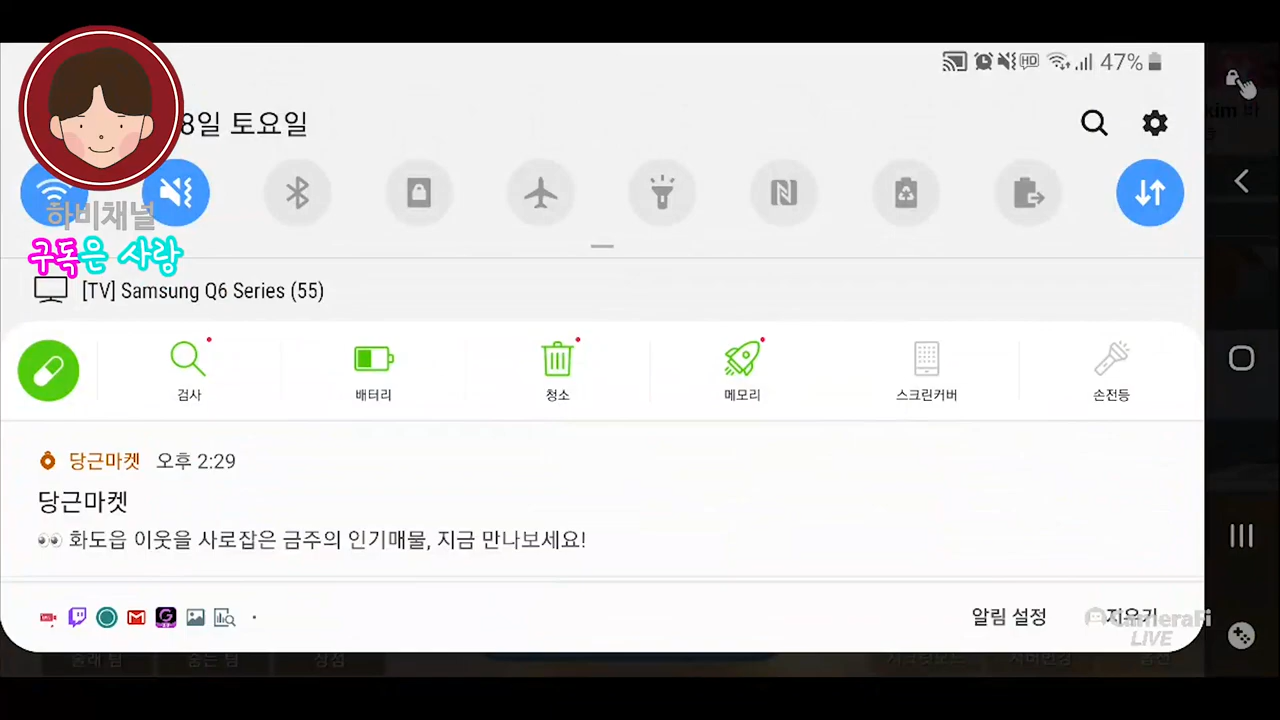 HD 47%
8일 토요일
하비채널
구독은 사랑
[TV] Samsung Q6 Series (55)
검사 배터리 청소 메모리 스크린커버 손전등
당근마켓 오후 2:29
당근마켓
👀 화도읍 이웃을 사로잡은 금주의 인기매물, 지금 만나보세요!
알림 설정 지우기
CameraFi
LIVE